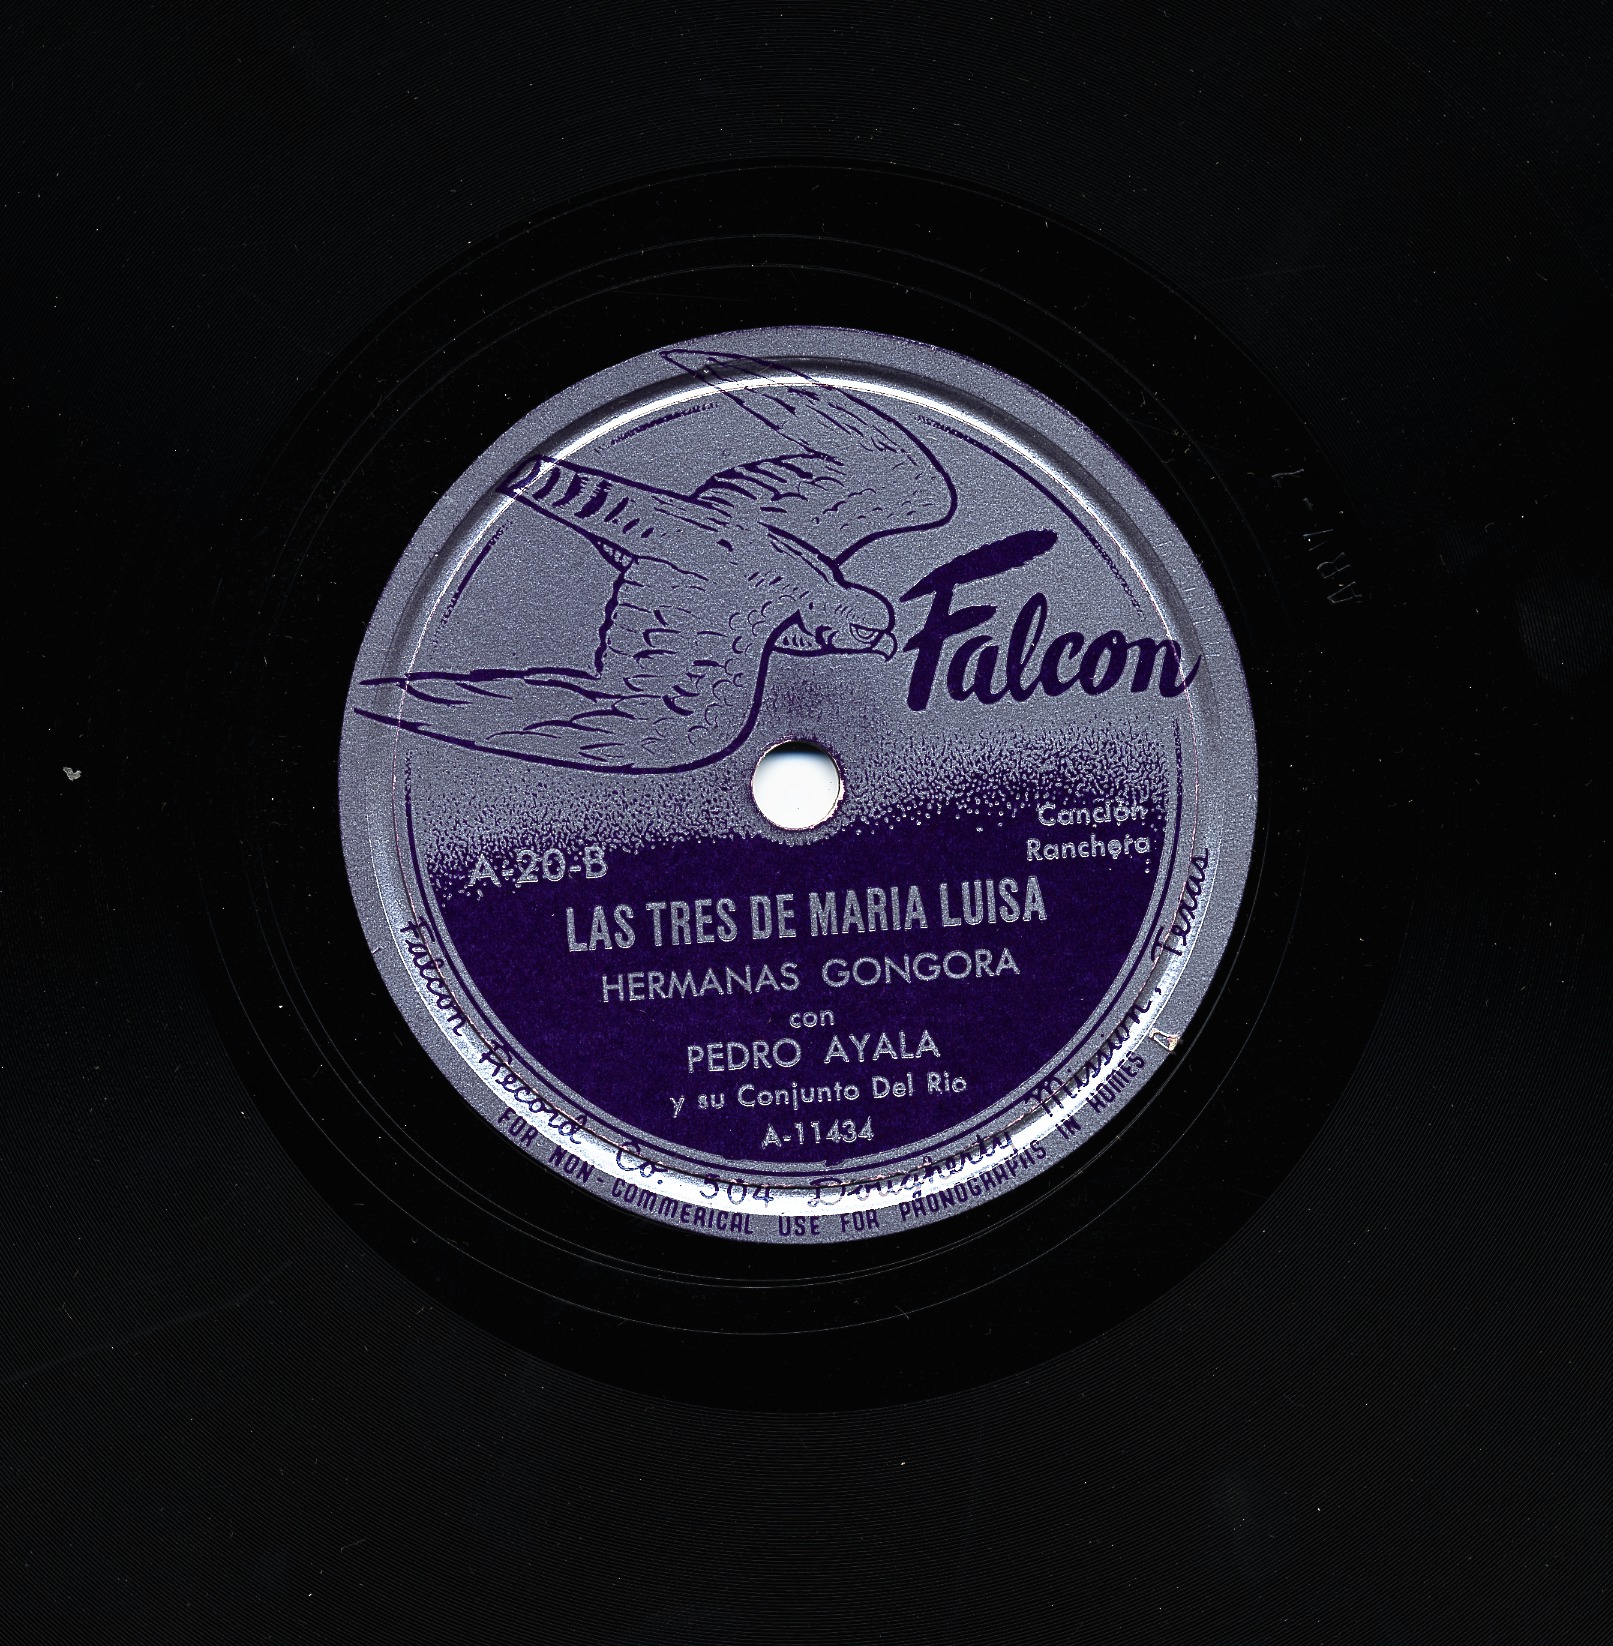 Falcon
Canción
Ranchera
A-20-B
LAS TRES DE MARIA LUISA
HERMANAS GONGORA
con
PEDRO AYALA
y su Conjunto Del Rio
A-11434
Falcon Record Co. 504 Dougherty Mission, Texas
FOR NON-COMMERICAL USE FOR PHONOGRAPHS IN HOMES
A